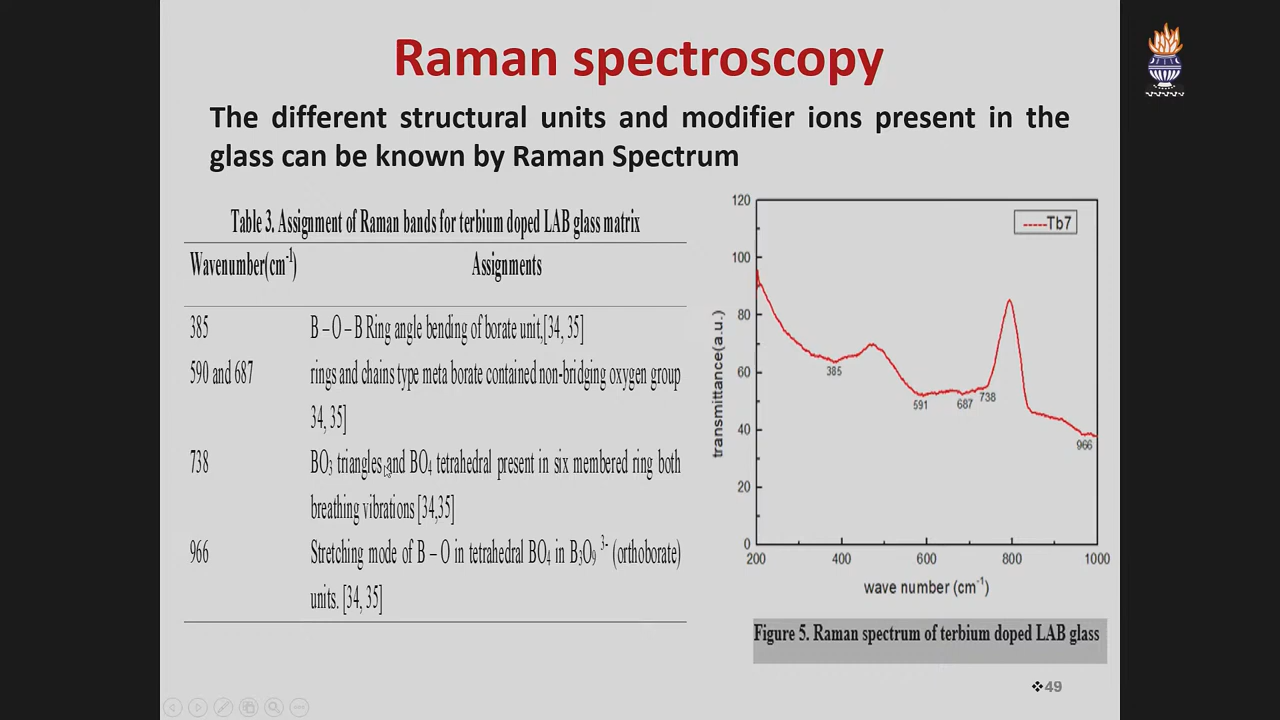 Raman spectroscopy
The different structural units and modifier ions present in the
glass can be known by Raman Spectrum
Table 3. Assignment of Raman bands for terbium doped LAB glass matrix
Wavenumber(cm⁻¹) Assignments
385 B – O – B Ring angle bending of borate unit,[34, 35]
590 and 687 rings and chains type meta borate contained non-bridging oxygen group
34, 35]
738 BO₃ triangles and BO₄ tetrahedral present in six membered ring both
breathing vibrations [34,35]
966 Stretching mode of B – O in tetrahedral BO₄ in B₃O₉ ³⁻ (orthoborate)
units. [34, 35]
120
100
80
60
40
20
0
transmittance(a.u.)
Tb7
385
591
687
738
966
200 400 600 800 1000
wave number (cm⁻¹)
Figure 5. Raman spectrum of terbium doped LAB glass
❖49